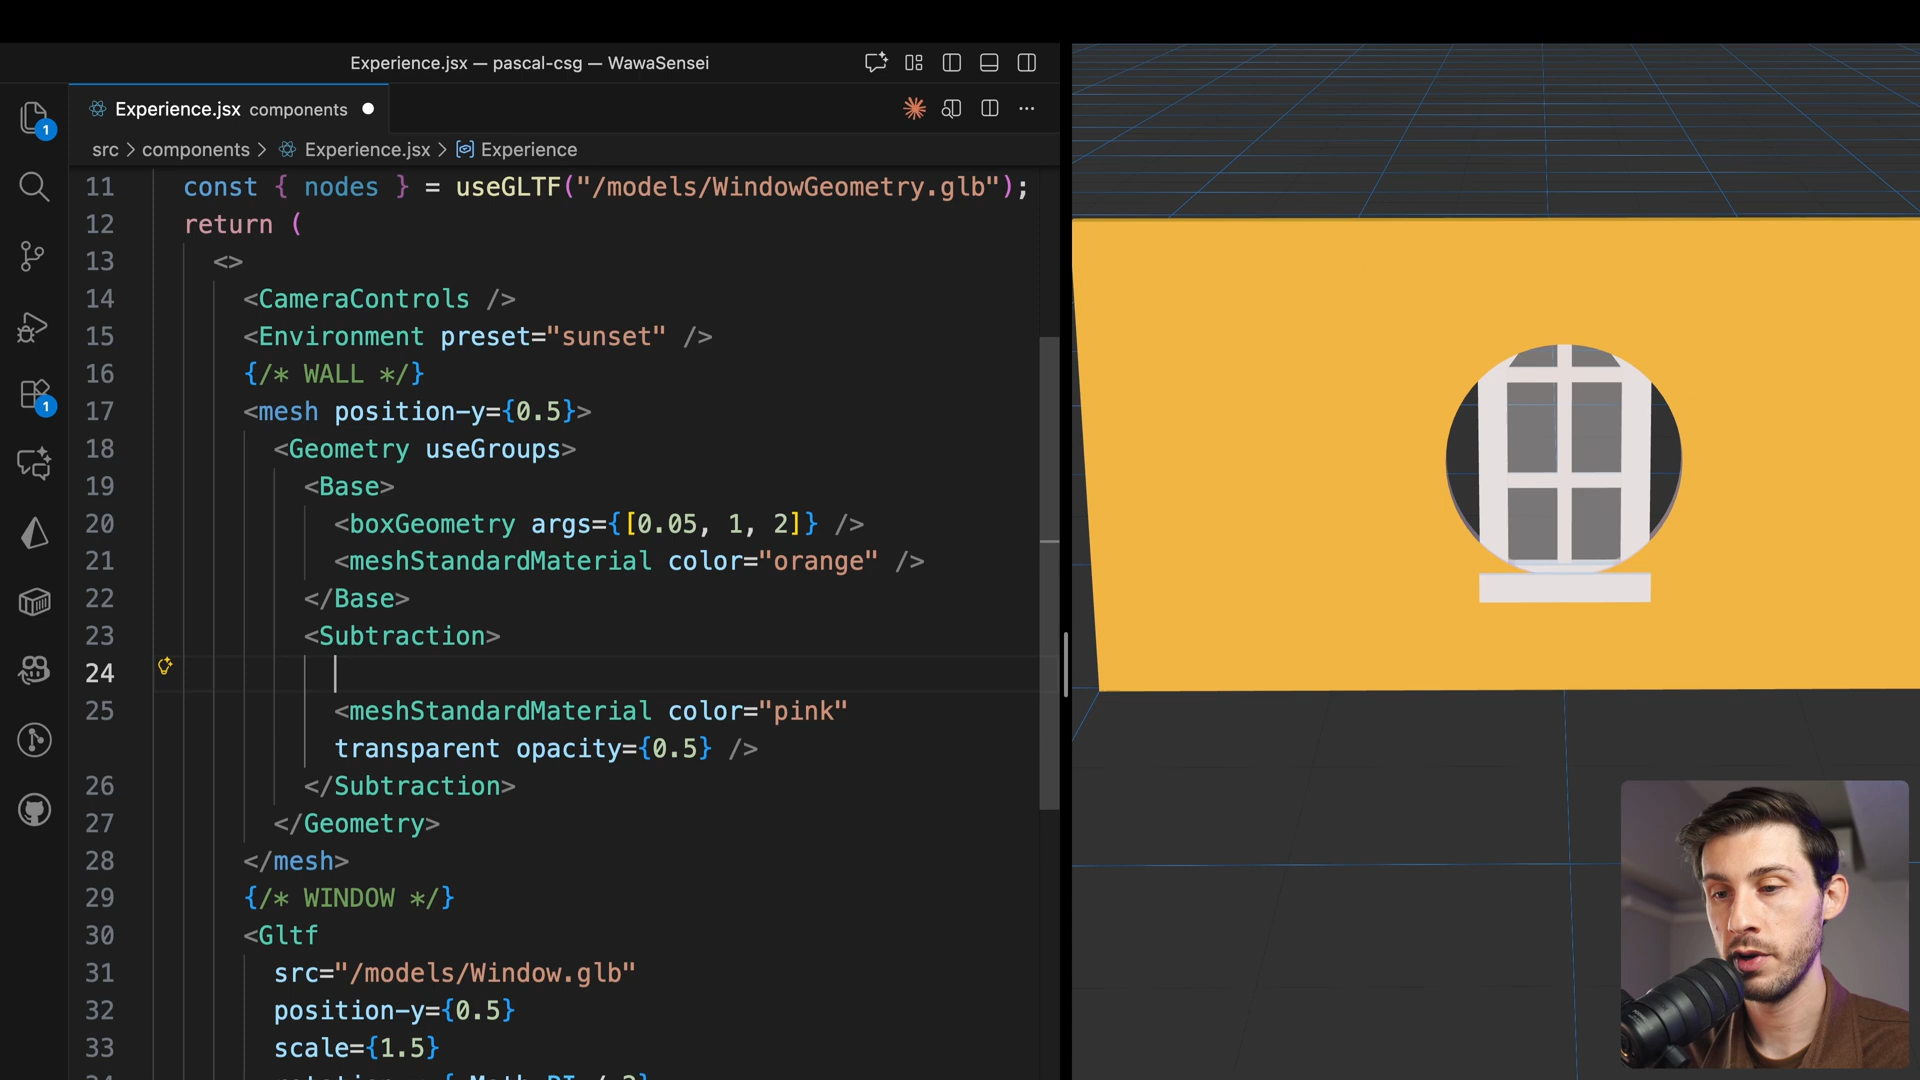 Experience.jsx — pascal-csg — WawaSensei
Experience.jsx components
src > components > Experience.jsx > Experience
1
1
11 const { nodes } = useGLTF("/models/WindowGeometry.glb");
12 return (
13 <>
14 <CameraControls />
15 <Environment preset="sunset" />
16 {/* WALL */}
17 <mesh position-y={0.5}>
18 <Geometry useGroups>
19 <Base>
20 <boxGeometry args={[0.05, 1, 2]} />
21 <meshStandardMaterial color="orange" />
22 </Base>
23 <Subtraction>
24
25 <meshStandardMaterial color="pink"
transparent opacity={0.5} />
26 </Subtraction>
27 </Geometry>
28 </mesh>
29 {/* WINDOW */}
30 <Gltf
31 src="/models/Window.glb"
32 position-y={0.5}
33 scale={1.5}